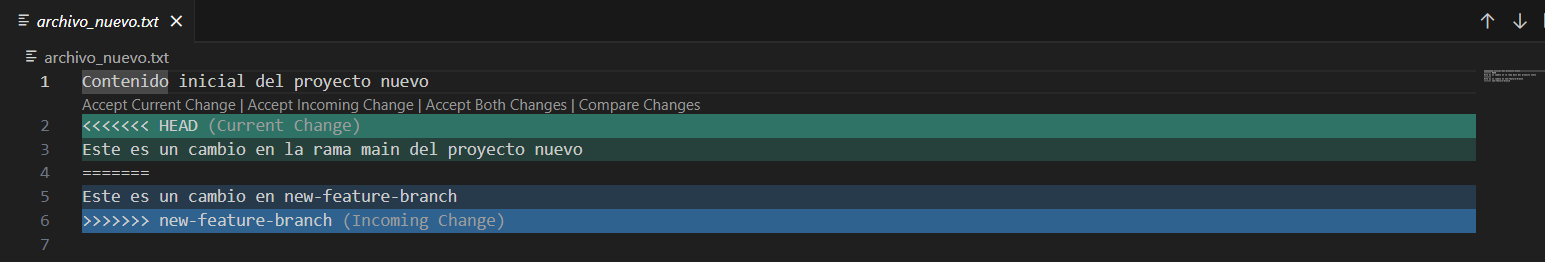 archivo_nuevo.txt
archivo_nuevo.txt
1 Contenido inicial del proyecto nuevo
Accept Current Change | Accept Incoming Change | Accept Both Changes | Compare Changes
2 <<<<<<< HEAD (Current Change)
3 Este es un cambio en la rama main del proyecto nuevo
4 =======
5 Este es un cambio en new-feature-branch
6 >>>>>>> new-feature-branch (Incoming Change)
7